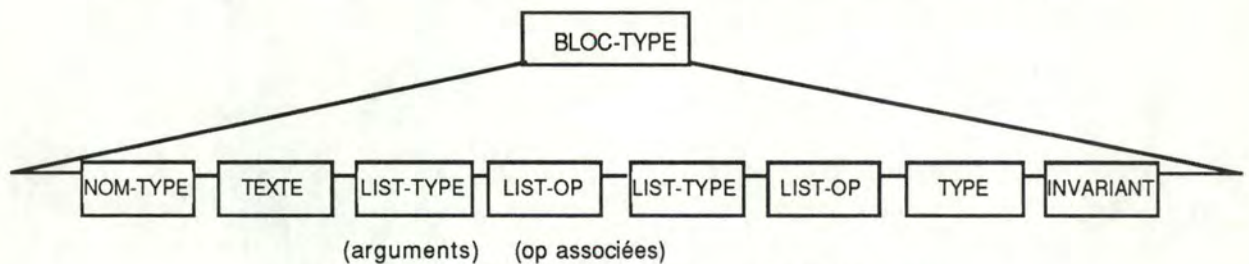 BLOC-TYPE
NOM-TYPE TEXTE LIST-TYPE LIST-OP LIST-TYPE LIST-OP TYPE INVARIANT
(arguments) (op associées)